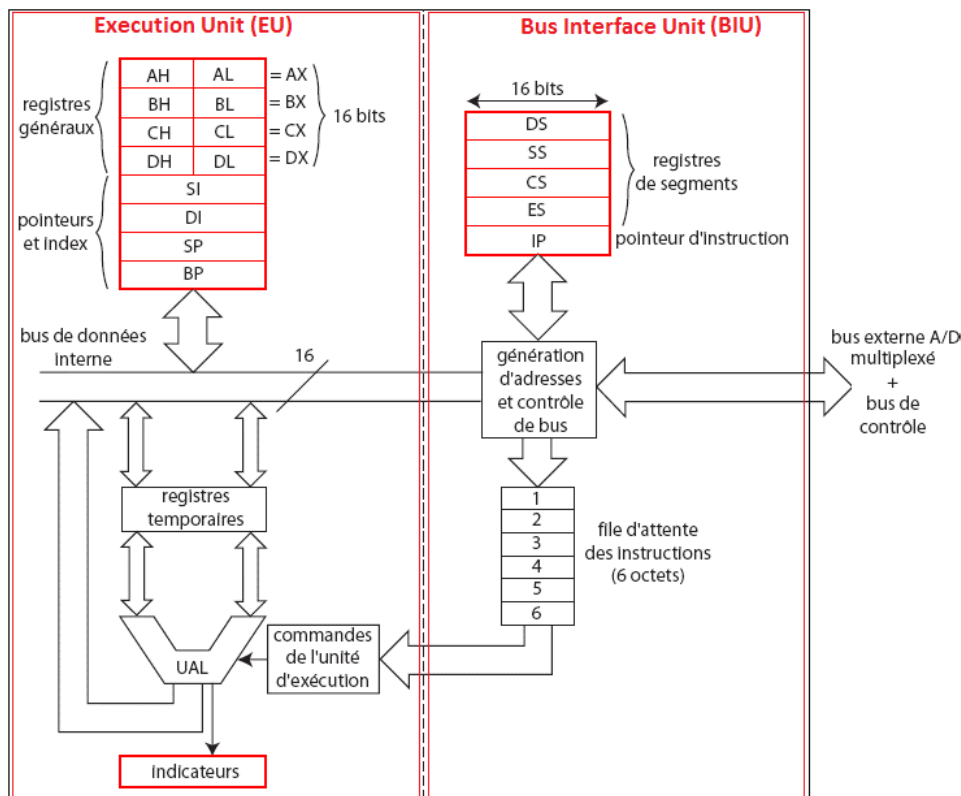 Execution Unit (EU)
AH AL = AX
BH BL = BX
CH CL = CX
DH DL = DX
registres
généraux
16 bits
SI
DI
SP
BP
pointeurs
et index
bus de données
interne
16
registres
temporaires
UAL
commandes
de l'unité
d'exécution
indicateurs
Bus Interface Unit (BIU)
16 bits
DS
SS
CS
ES
IP
registres
de segments
pointeur d'instruction
génération
d'adresses
et contrôle
de bus
bus externe A/D
multiplexé
+
bus de
contrôle
1
2
3
4
5
6
file d'attente
des instructions
(6 octets)